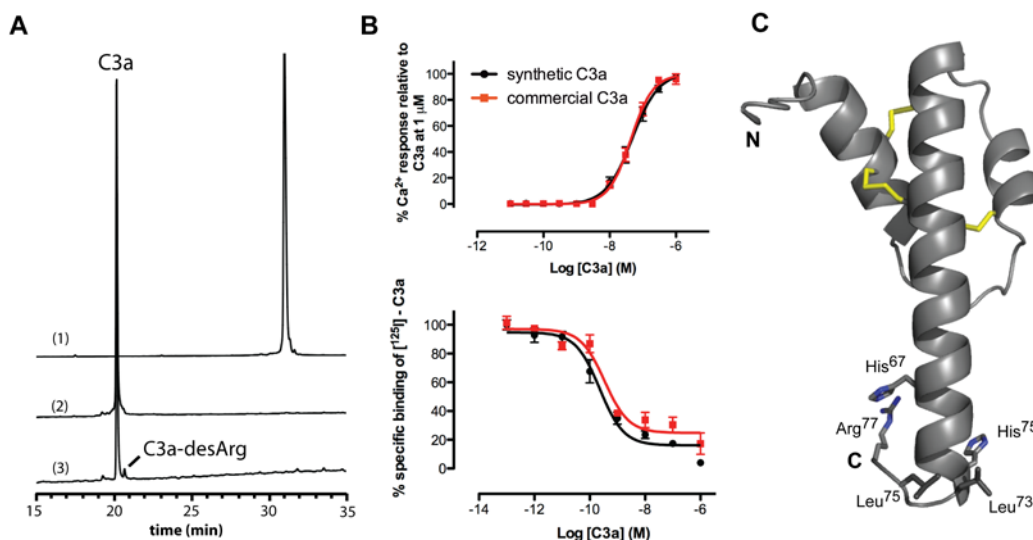 A
C3a
(1)
(2)
(3)
C3a-desArg
15 20 25 30 35
time (min)
B
% Ca²⁺ response relative to
C3a at 1 µM
100
80
60
40
20
0
synthetic C3a
commercial C3a
-12 -10 -8 -6
Log [C3a] (M)
% specific binding of [¹²⁵I] - C3a
100
80
60
40
20
0
-14 -12 -10 -8 -6
Log [C3a] (M)
C
N
His⁶⁷
Arg⁷⁷
C
Leu⁷⁵
His⁷⁵
Leu⁷³